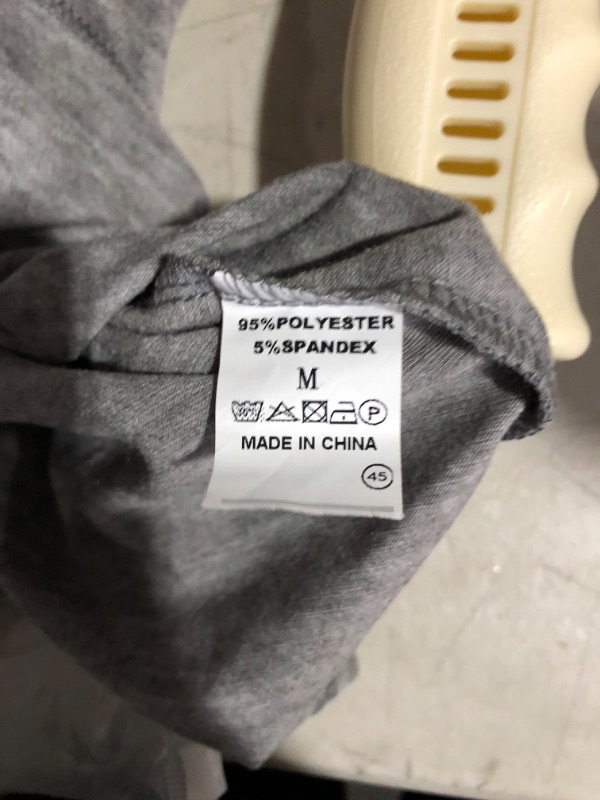 95%POLYESTER
5%SPANDEX
M
P
MADE IN CHINA
45